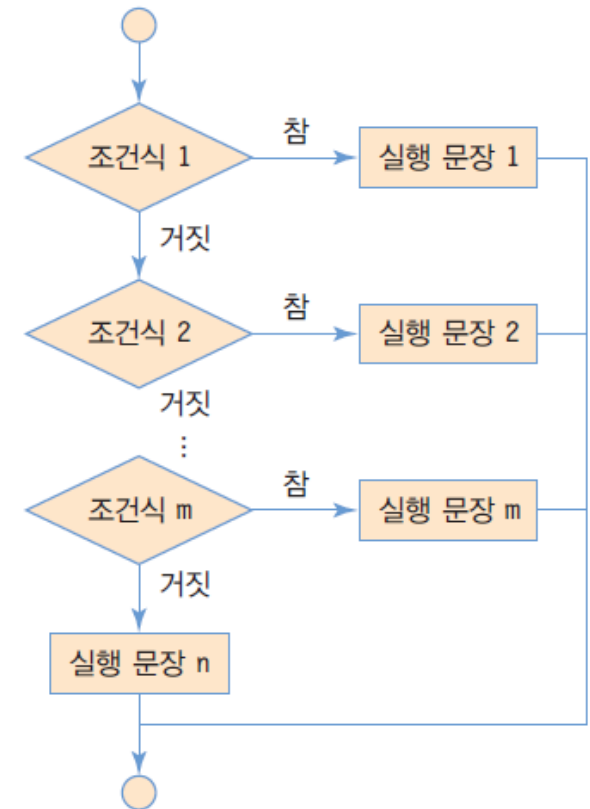 참
조건식 1
실행 문장 1
거짓
참
조건식 2
실행 문장 2
거짓
⋮
참
조건식 m
실행 문장 m
거짓
실행 문장 n